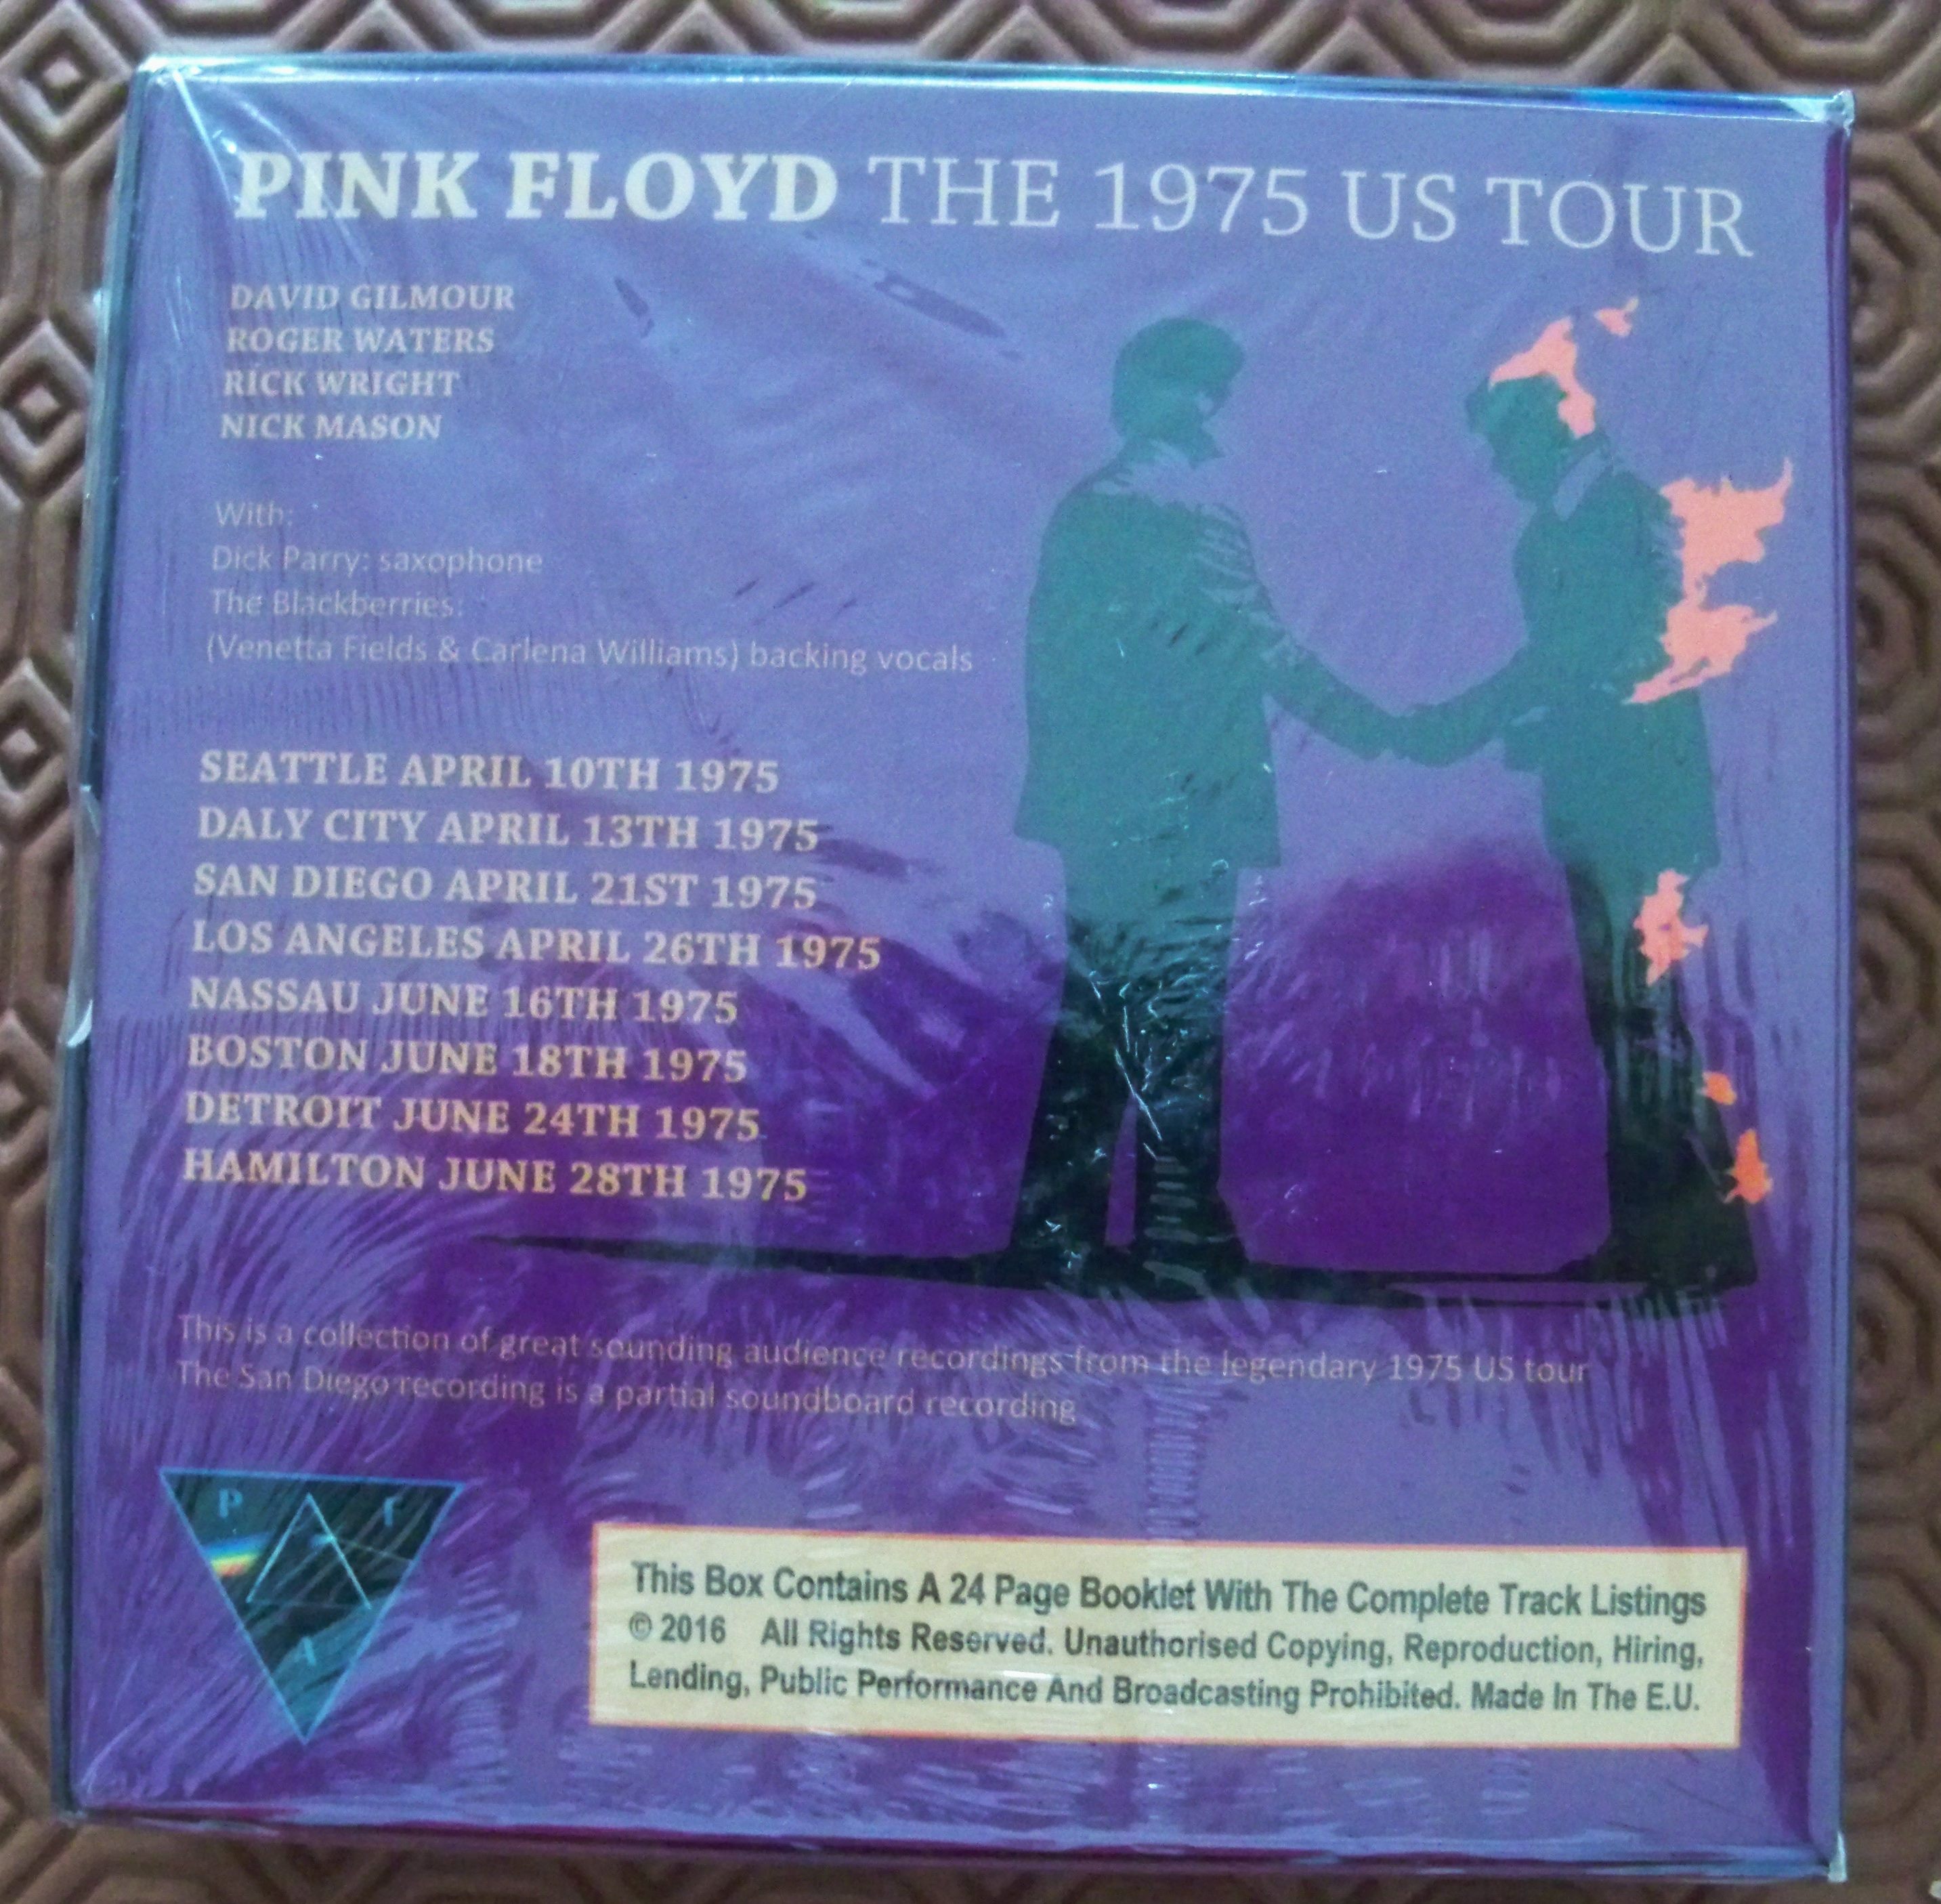 PINK FLOYD THE 1975 US TOUR
DAVID GILMOUR
ROGER WATERS
RICK WRIGHT
NICK MASON
With:
Dick Parry: saxophone
The Blackberries:
(Venetta Fields & Carlena Williams) backing vocals
SEATTLE APRIL 10TH 1975
DALY CITY APRIL 13TH 1975
SAN DIEGO APRIL 21ST 1975
LOS ANGELES APRIL 26TH 1975
NASSAU JUNE 16TH 1975
BOSTON JUNE 18TH 1975
DETROIT JUNE 24TH 1975
HAMILTON JUNE 28TH 1975
This is a collection of great sounding audience recordings from the legendary 1975 US tour
The San Diego recording is a partial soundboard recording
P F
A
This Box Contains A 24 Page Booklet With The Complete Track Listings
© 2016 All Rights Reserved. Unauthorised Copying, Reproduction, Hiring,
Lending, Public Performance And Broadcasting Prohibited. Made In The E.U.